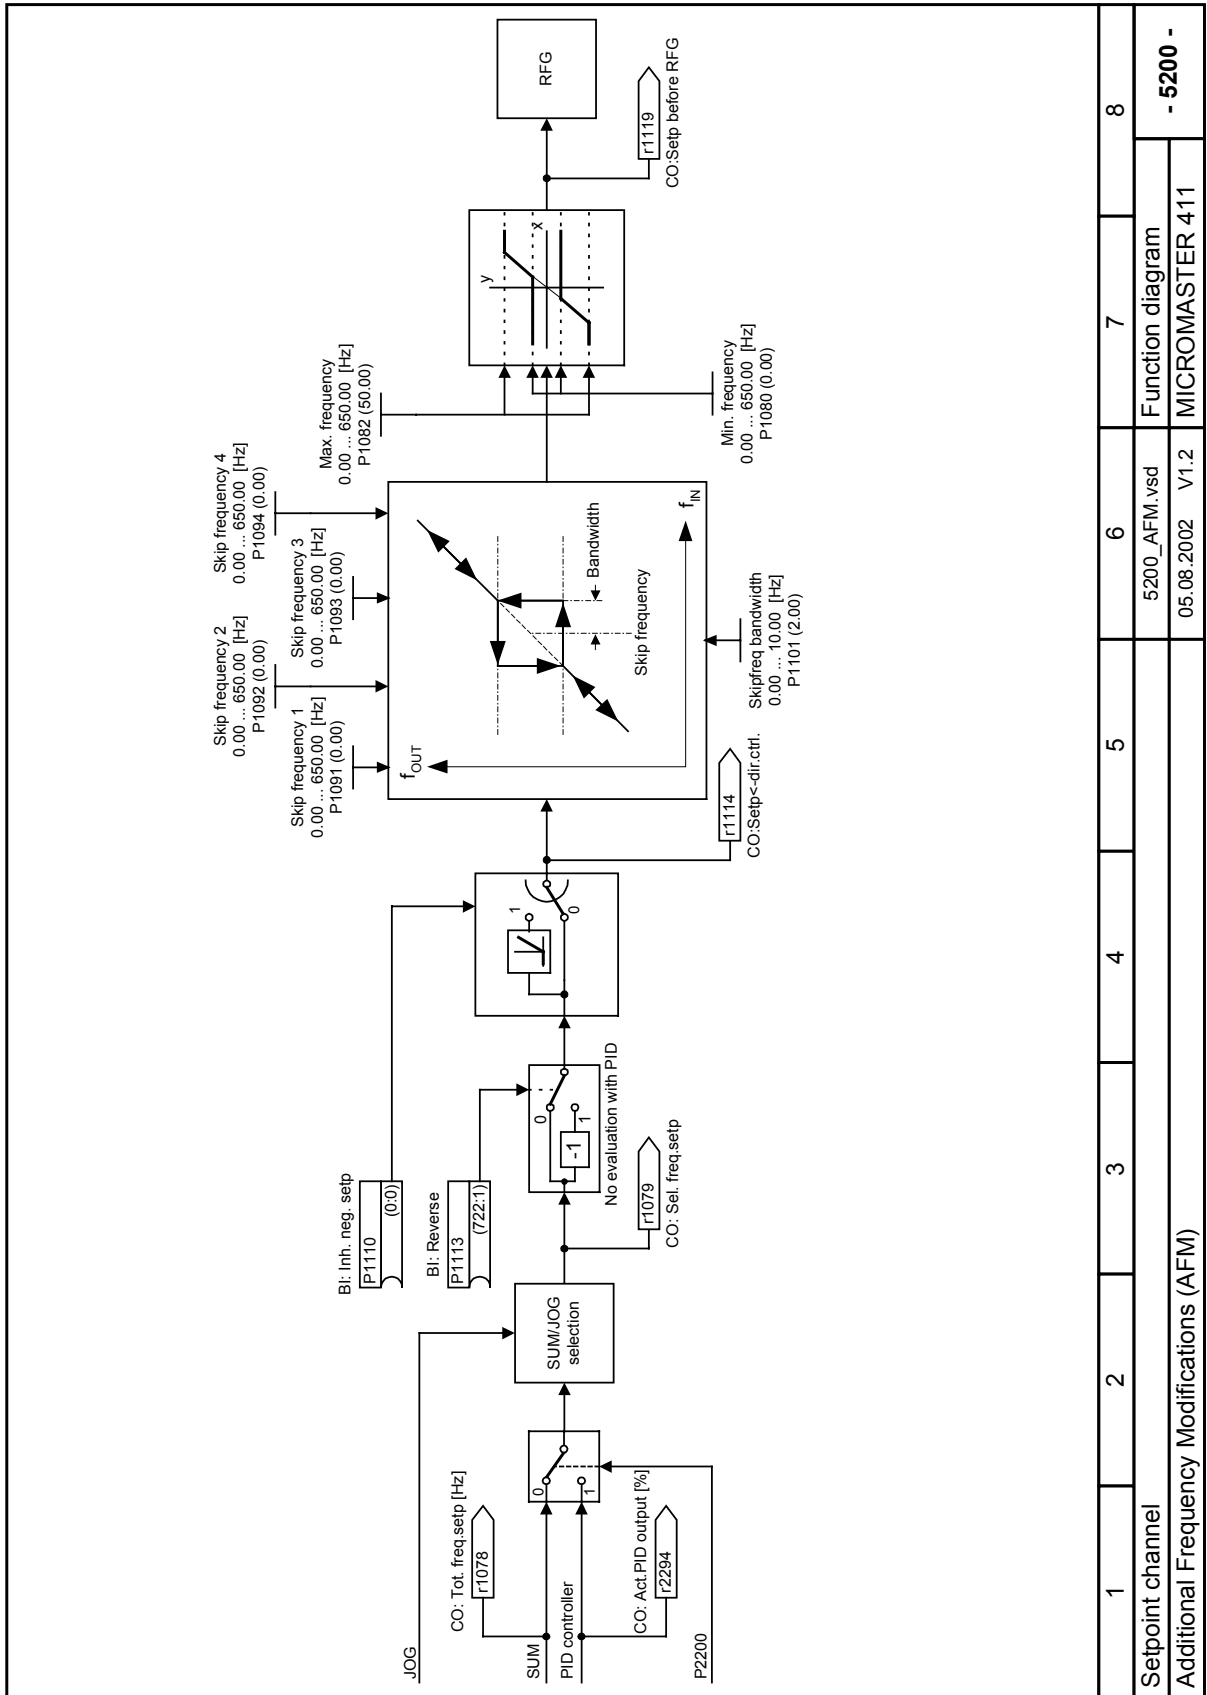 JOG
SUM
PID controller
P2200
CO: Tot. freq.setp [Hz]
r1078
CO: Act.PID output [%]
r2294
0
1
SUM/JOG
selection
BI: Inh. neg. setp
P1110
(0:0)
BI: Reverse
P1113
(722:1)
r1079
CO: Sel. freq.setp
0
1
-1
No evaluation with PID
1
0
r1114
CO:Setp<-dir.ctrl.
Skip frequency 1
0.00 ... 650.00 [Hz]
P1091 (0.00)
Skip frequency 2
0.00 ... 650.00 [Hz]
P1092 (0.00)
Skip frequency 3
0.00 ... 650.00 [Hz]
P1093 (0.00)
Skip frequency 4
0.00 ... 650.00 [Hz]
P1094 (0.00)
fOUT
fIN
Bandwidth
Skip frequency
Skipfreq bandwidth
0.00 ... 10.00 [Hz]
P1101 (2.00)
Max. frequency
0.00 ... 650.00 [Hz]
P1082 (50.00)
Min. frequency
0.00 ... 650.00 [Hz]
P1080 (0.00)
y
x
r1119
CO:Setp before RFG
RFG
1 2 3 4 5 6 7 8
Setpoint channel
5200_AFM.vsd
Function diagram
- 5200 -
Additional Frequency Modifications (AFM)
05.08.2002 V1.2
MICROMASTER 411